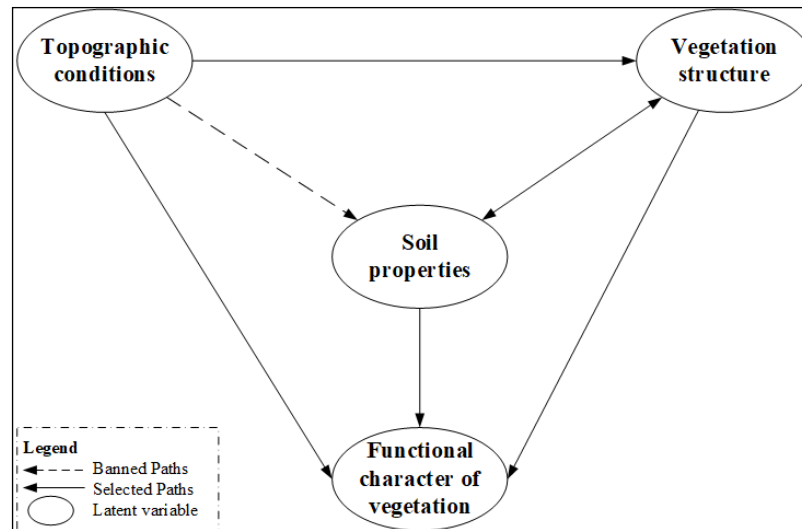 Topographic
conditions
Vegetation
structure
Soil
properties
Functional
character of
vegetation
Legend
Banned Paths
Selected Paths
Latent variable